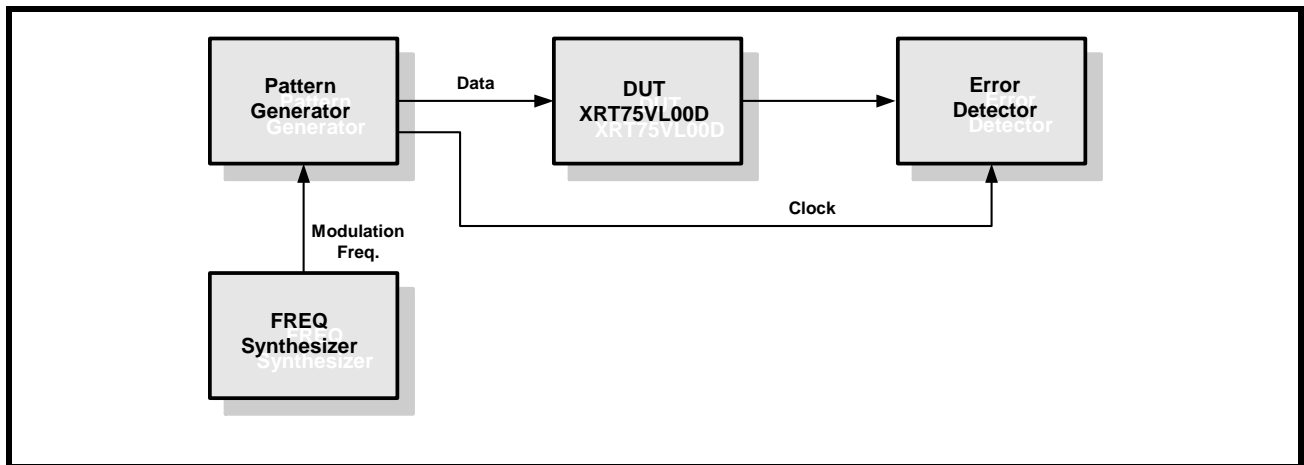 Pattern
Generator
Data
DUT
XRT75VL00D
Error
Detector
Clock
Modulation
Freq.
FREQ
Synthesizer